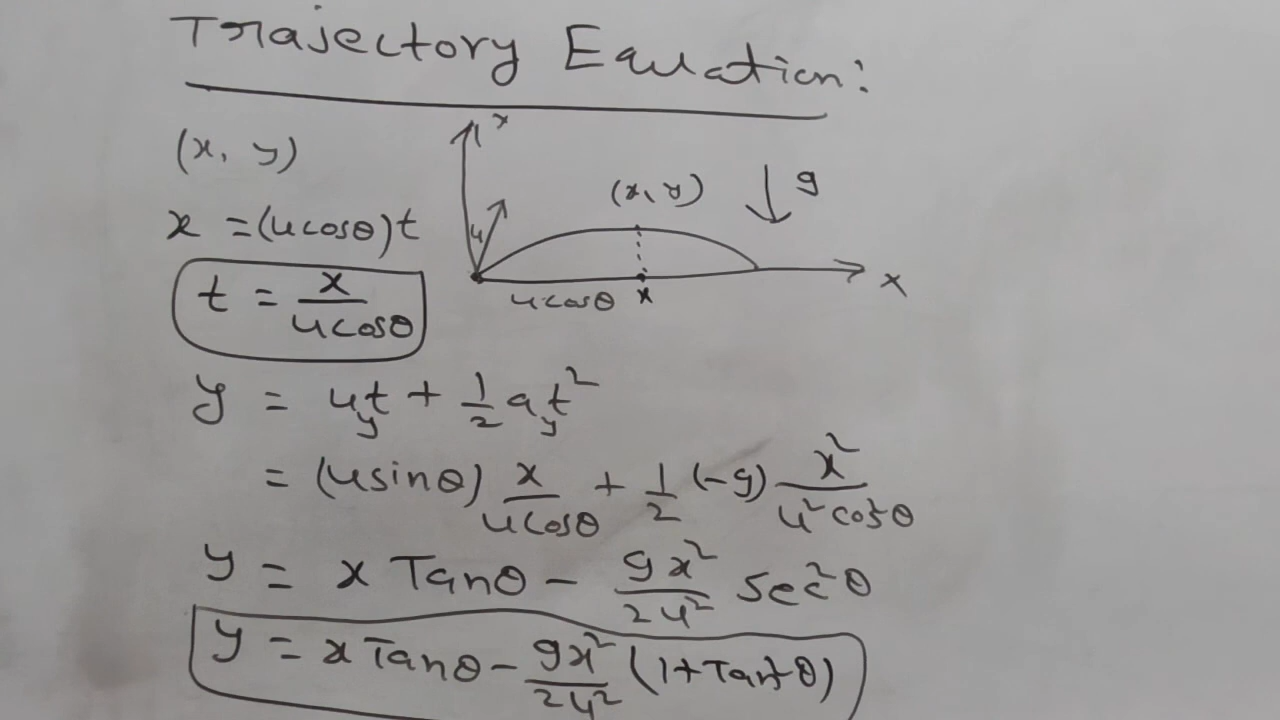 Trajectory Equation:
(x, y)
x = (u cosθ)t
t = x / u cosθ
y
(x, y)
g
u
u cosθ x
x
y = u_y t + 1/2 a_y t²
= (u sinθ) x / u cosθ + 1/2 (-g) x² / u² cos²θ
y = x Tanθ - gx² / 2u² Sec²θ
y = x Tanθ - gx² / 2u² (1 + Tan²θ)